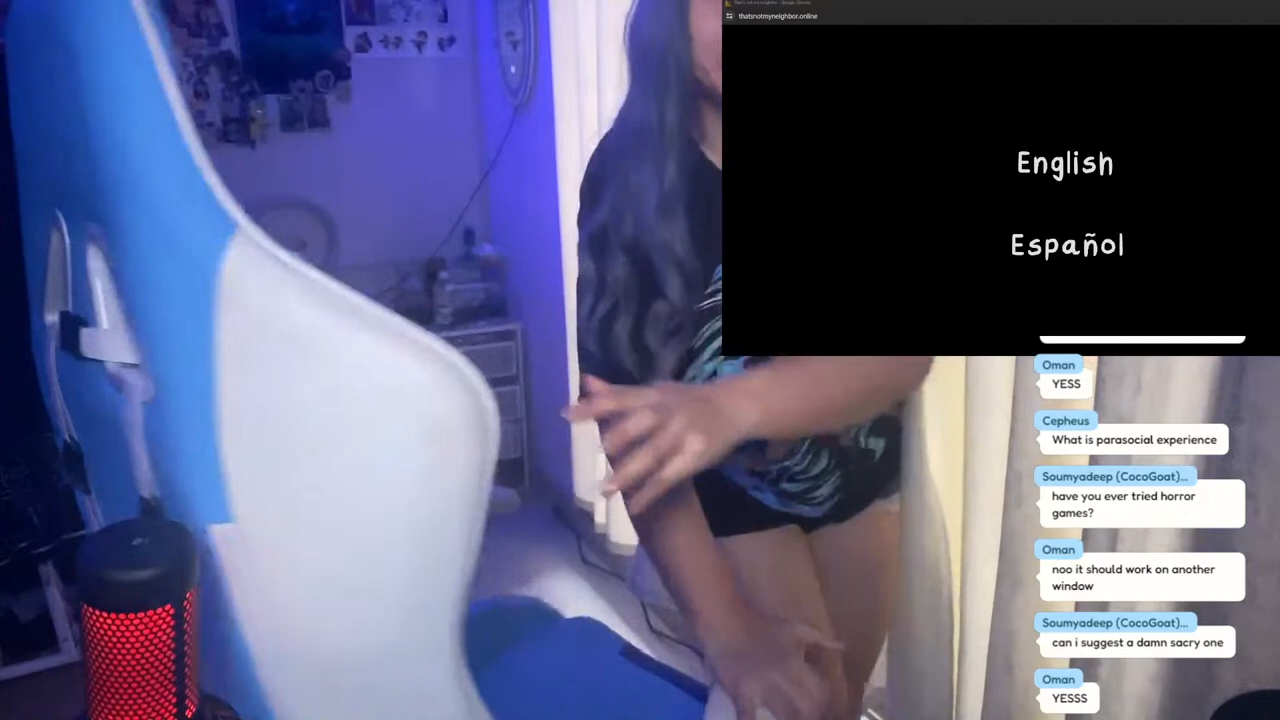 thatsnotmyneighbor.online
English
Español
Oman
YESS
Cepheus
What is parasocial experience
Soumyadeep (CocoGoat)...
have you ever tried horror
games?
Oman
noo it should work on another
window
Soumyadeep (CocoGoat)...
can i suggest a damn sacry one
Oman
YESSS